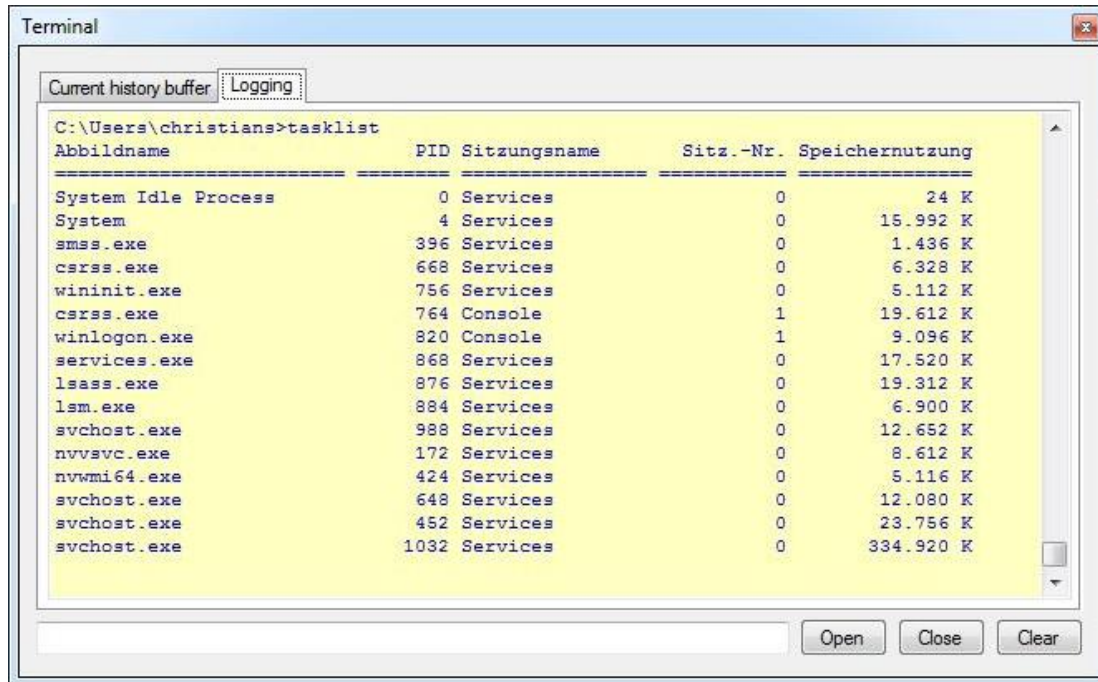 Terminal
Current history buffer Logging
C:\Users\christians>tasklist
Abbildname                     PID Sitzungsname       Sitz.-Nr. Speichernutzung
========================= ======== ================ =========== ===============
System Idle Process              0 Services                   0            24 K
System                           4 Services                   0        15.992 K
smss.exe                       396 Services                   0         1.436 K
csrss.exe                      668 Services                   0         6.328 K
wininit.exe                    756 Services                   0         5.112 K
csrss.exe                      764 Console                    1        19.612 K
winlogon.exe                   820 Console                    1         9.096 K
services.exe                   868 Services                   0        17.520 K
lsass.exe                      876 Services                   0        19.312 K
lsm.exe                        884 Services                   0         6.900 K
svchost.exe                    988 Services                   0        12.652 K
nvvsvc.exe                     172 Services                   0         8.612 K
nvwmi64.exe                    424 Services                   0         5.116 K
svchost.exe                    648 Services                   0        12.080 K
svchost.exe                    452 Services                   0        23.756 K
svchost.exe                   1032 Services                   0       334.920 K
Open Close Clear